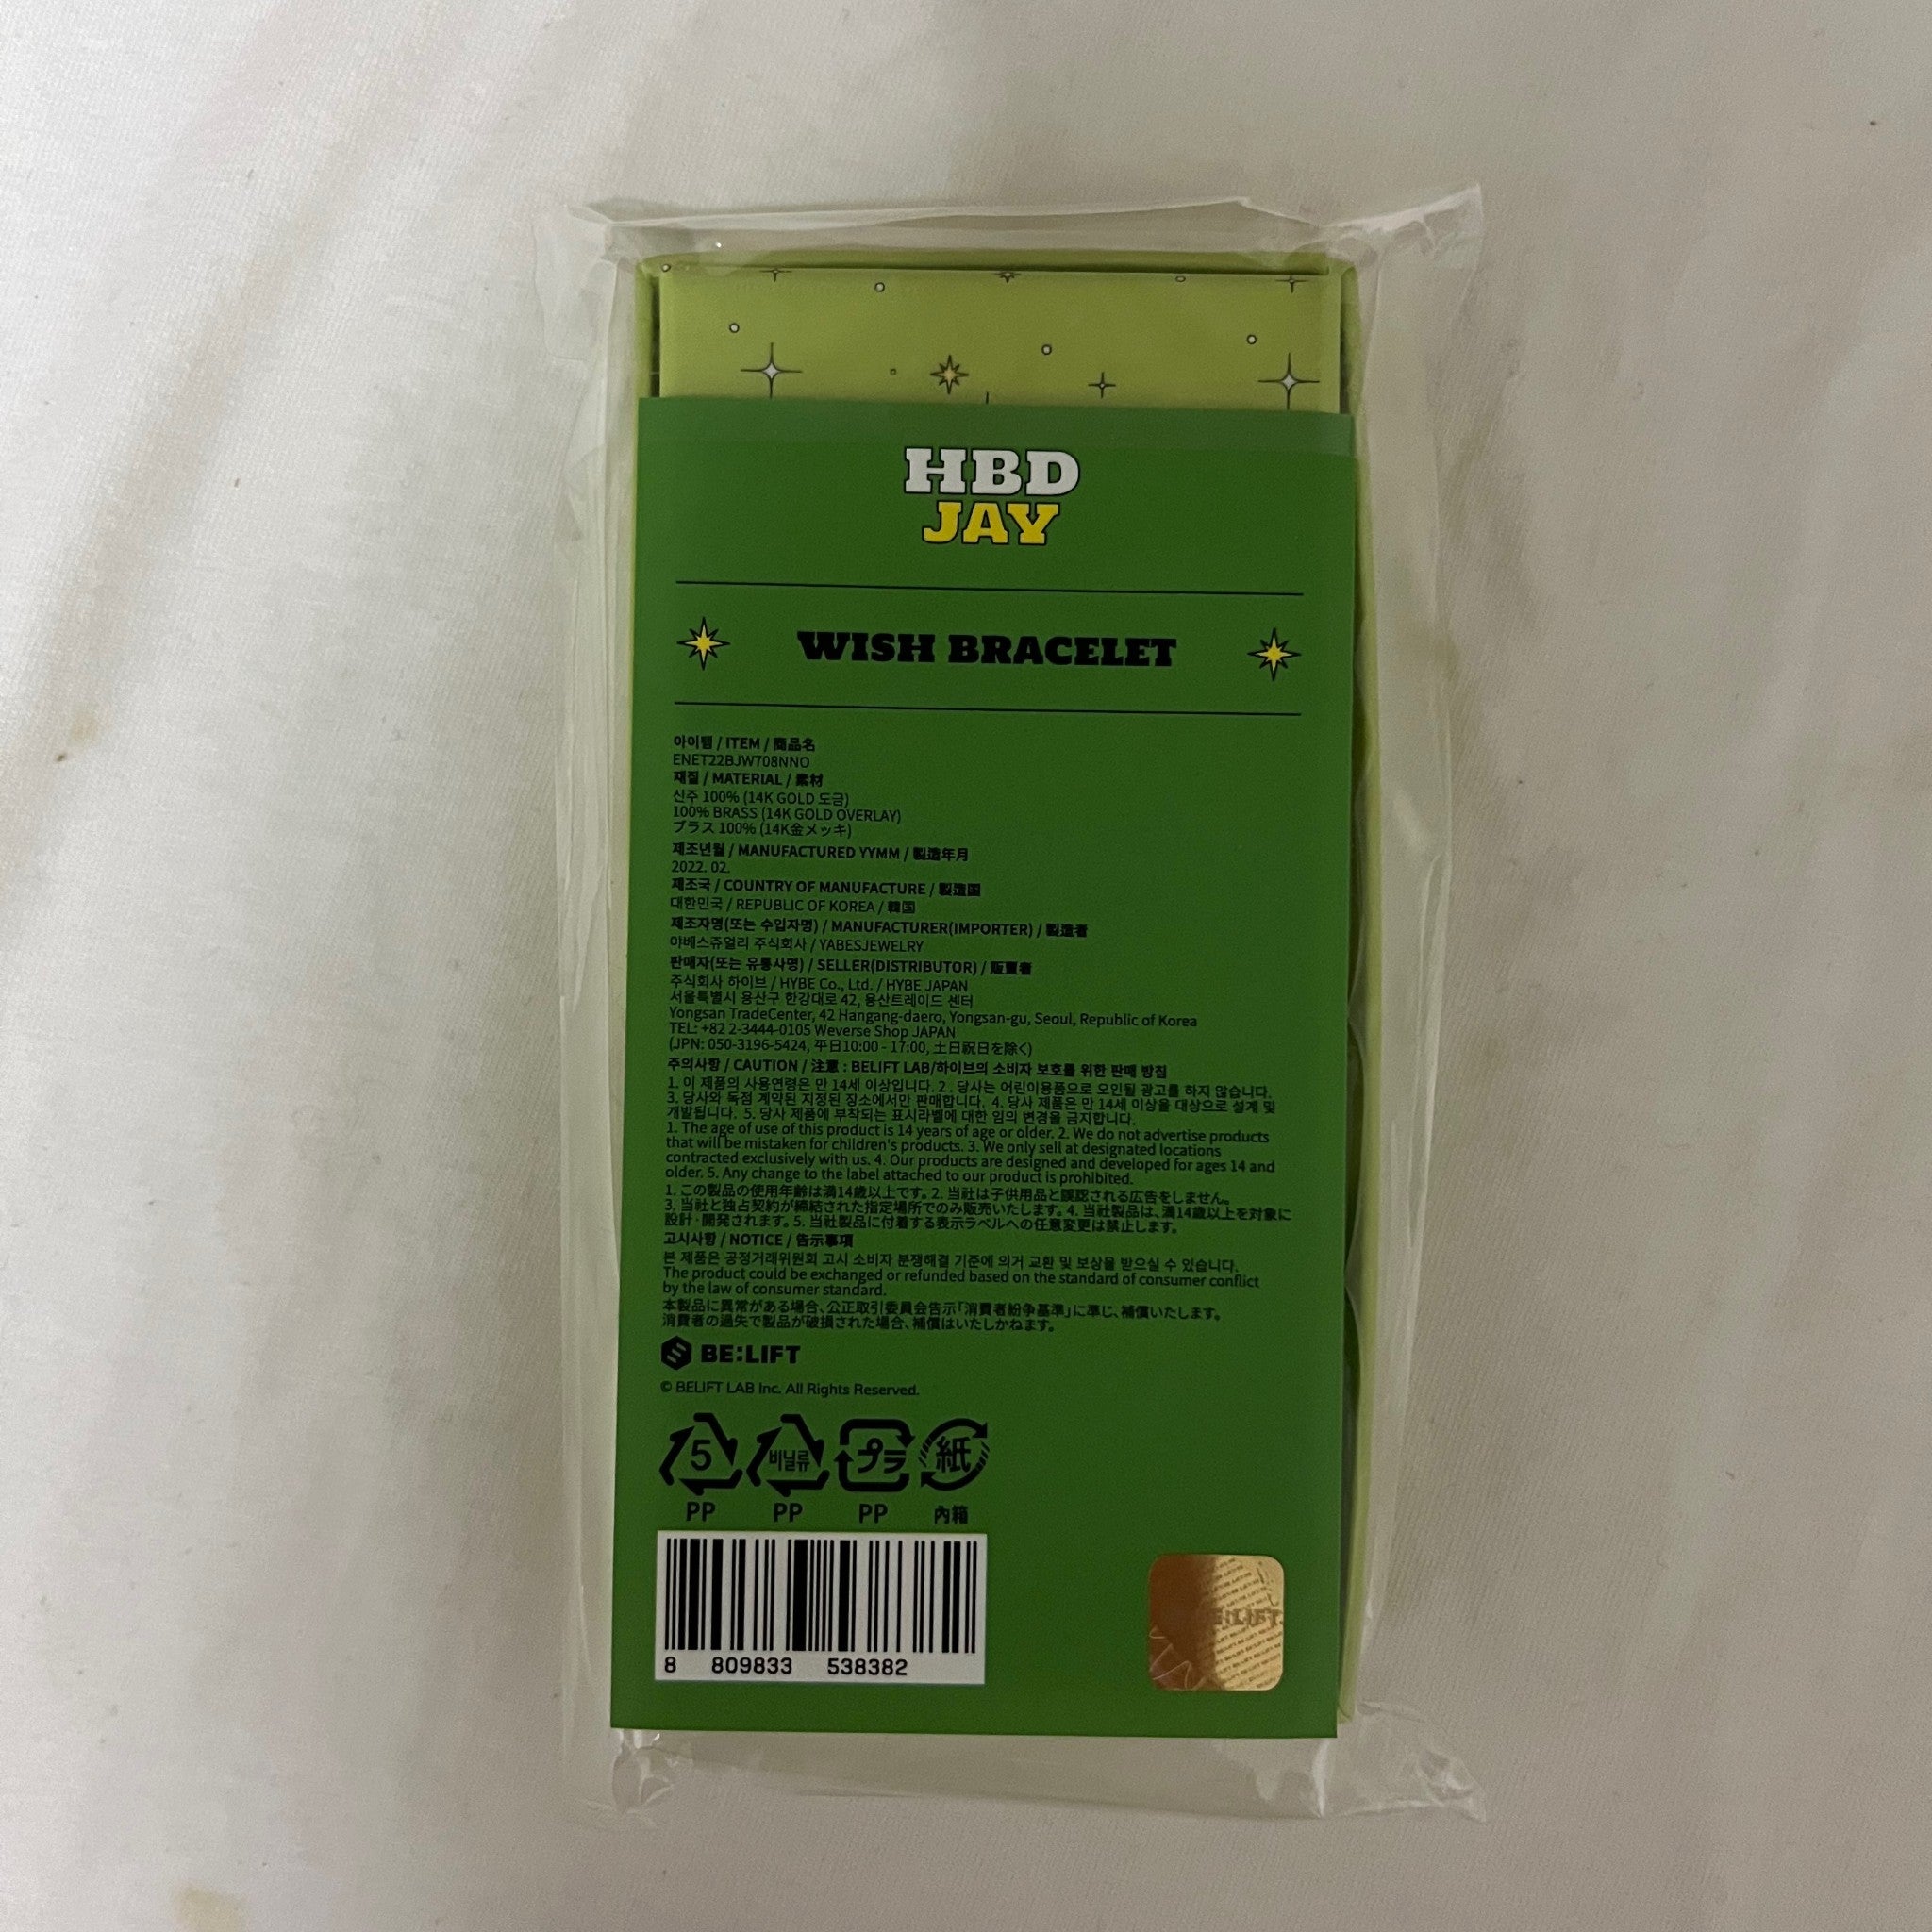 HBD
JAY
WISH BRACELET
아이템 / ITEM / 商品名
ENET22BJW708NNO
재질 / MATERIAL / 素材
신주 100% (14K GOLD 도금)
100% BRASS (14K GOLD OVERLAY)
ブラス 100% (14K金メッキ)
제조년월 / MANUFACTURED YYMM / 製造年月
2022. 02.
제조국 / COUNTRY OF MANUFACTURE / 製造国
대한민국 / REPUBLIC OF KOREA / 韓国
제조자명(또는 수입자명) / MANUFACTURER(IMPORTER) / 製造者
야베스쥬얼리 주식회사 / YABESJEWELRY
판매자(또는 유통사명) / SELLER(DISTRIBUTOR) / 販賣者
주식회사 하이브 / HYBE Co., Ltd. / HYBE JAPAN
서울특별시 용산구 한강대로 42, 용산트레이드 센터
Yongsan TradeCenter, 42 Hangang-daero, Yongsan-gu, Seoul, Republic of Korea
TEL: +82 2-3444-0105 Weverse Shop JAPAN
(JPN: 050-3196-5424, 平日10:00 - 17:00, 土日祝日を除く)
주의사항 / CAUTION / 注意 : BELIFT LAB/하이브의 소비자 보호를 위한 판매 방침
1. 이 제품의 사용연령은 만 14세 이상입니다. 2 . 당사는 어린이용품으로 오인될 광고를 하지 않습니다.
3. 당사와 독점 계약된 지정된 장소에서만 판매합니다. 4. 당사 제품은 만 14세 이상을 대상으로 설계 및
개발됩니다. 5. 당사 제품에 부착되는 표시라벨에 대한 임의 변경을 금지합니다.
1. The age of use of this product is 14 years of age or older. 2. We do not advertise products
that will be mistaken for children's products. 3. We only sell at designated locations
contracted exclusively with us. 4. Our products are designed and developed for ages 14 and
older. 5. Any change to the label attached to our product is prohibited.
1. この製品の使用年齢は満14歳以上です。2. 当社は子供用品と誤認される広告をしません。
3. 当社と独占契約が締結された指定場所でのみ販売いたします。4. 当社製品は、満14歳以上を対象に
設計·開発されます。5. 当社製品に付着する表示ラベルへの任意変更は禁止します。
고시사항 / NOTICE / 告示事項
본 제품은 공정거래위원회 고시 소비자 분쟁해결 기준에 의거 교환 및 보상을 받으실 수 있습니다.
The product could be exchanged or refunded based on the standard of consumer conflict
by the law of consumer standard.
本製品に異常がある場合、公正取引委員会告示「消費者紛争基準」に準じ、補償いたします。
消費者の過失で製品が破損された場合、補償はいたしかねます。
BE:LIFT
© BELIFT LAB Inc. All Rights Reserved.
5 비닐류 プラ 紙
PP PP PP 内箱
8 809833 538382
BE:LIFT